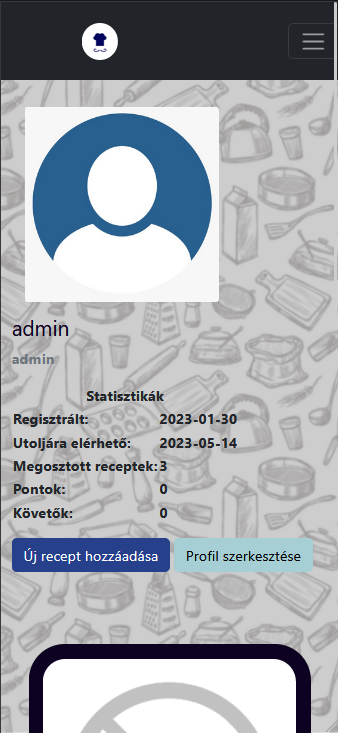 admin
admin
Statisztikák
Regisztrált: 2023-01-30
Utoljára elérhető: 2023-05-14
Megosztott receptek: 3
Pontok: 0
Követők: 0
Új recept hozzáadása Profil szerkesztése